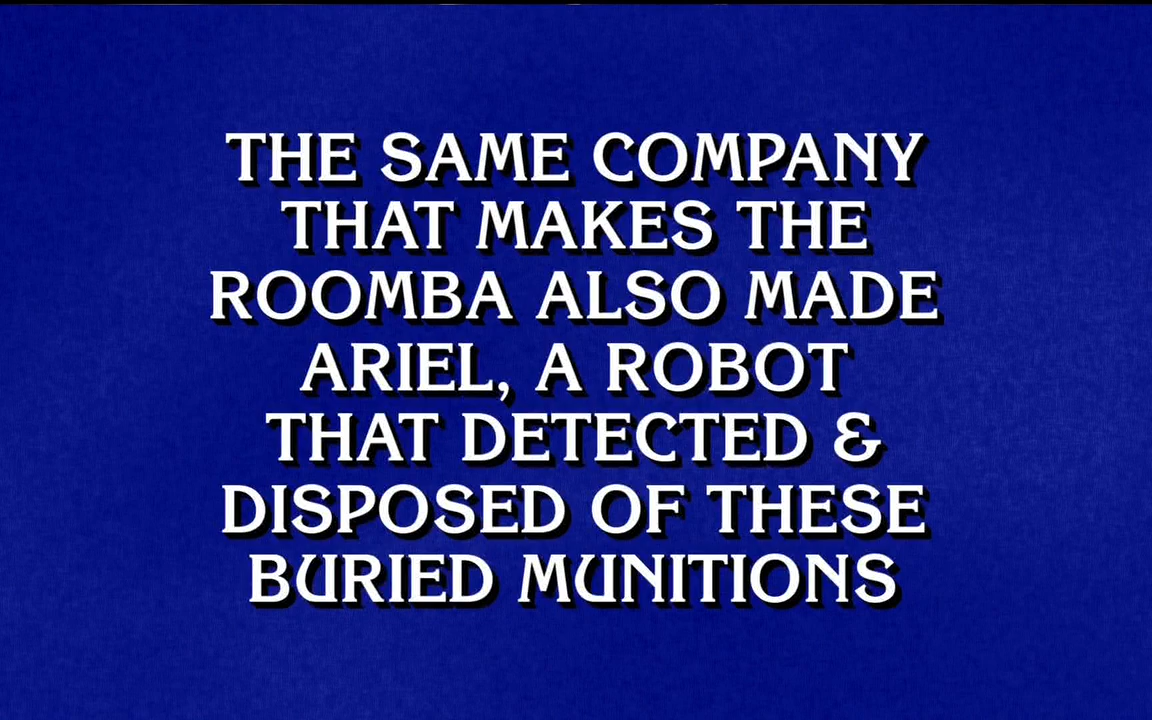 THE SAME COMPANY
THAT MAKES THE
ROOMBA ALSO MADE
ARIEL, A ROBOT
THAT DETECTED &
DISPOSED OF THESE
BURIED MUNITIONS